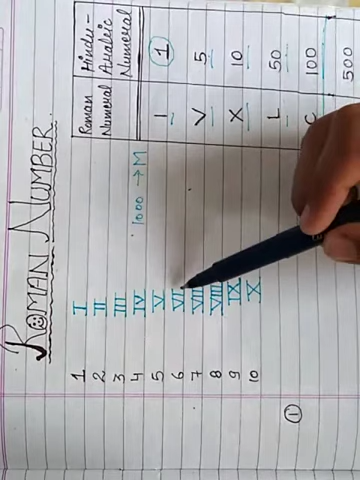 ROMAN NUMBER
1 I
2 II
3 III
4 IV
5 V
6 VI
7 VII
8 VIII
9 IX
10 X
1000 → M
Roman Numeral
Hindu-Arabic Numeral
I 1
V 5
X 10
L 50
C 100
500
①